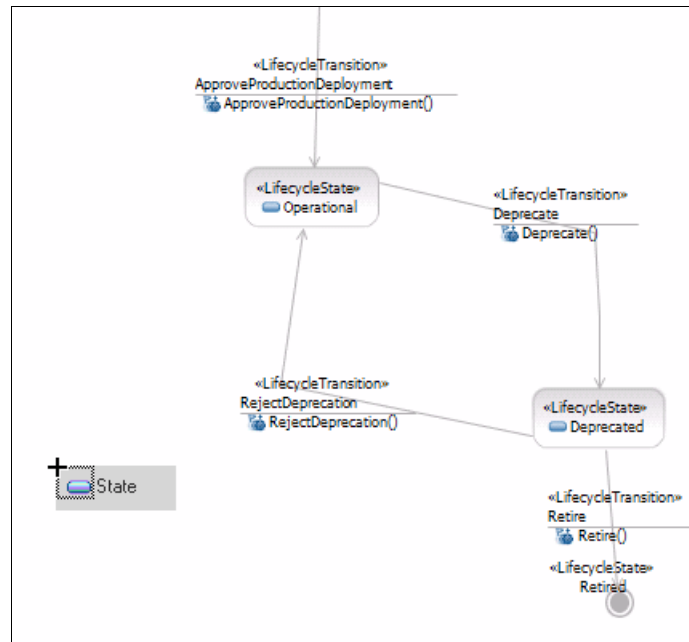 «LifecycleTransition»
ApproveProductionDeployment
ApproveProductionDeployment()
«LifecycleState»
Operational
«LifecycleTransition»
Deprecate
Deprecate()
«LifecycleTransition»
RejectDeprecation
RejectDeprecation()
«LifecycleState»
Deprecated
State
«LifecycleTransition»
Retire
Retire()
«LifecycleState»
Retired